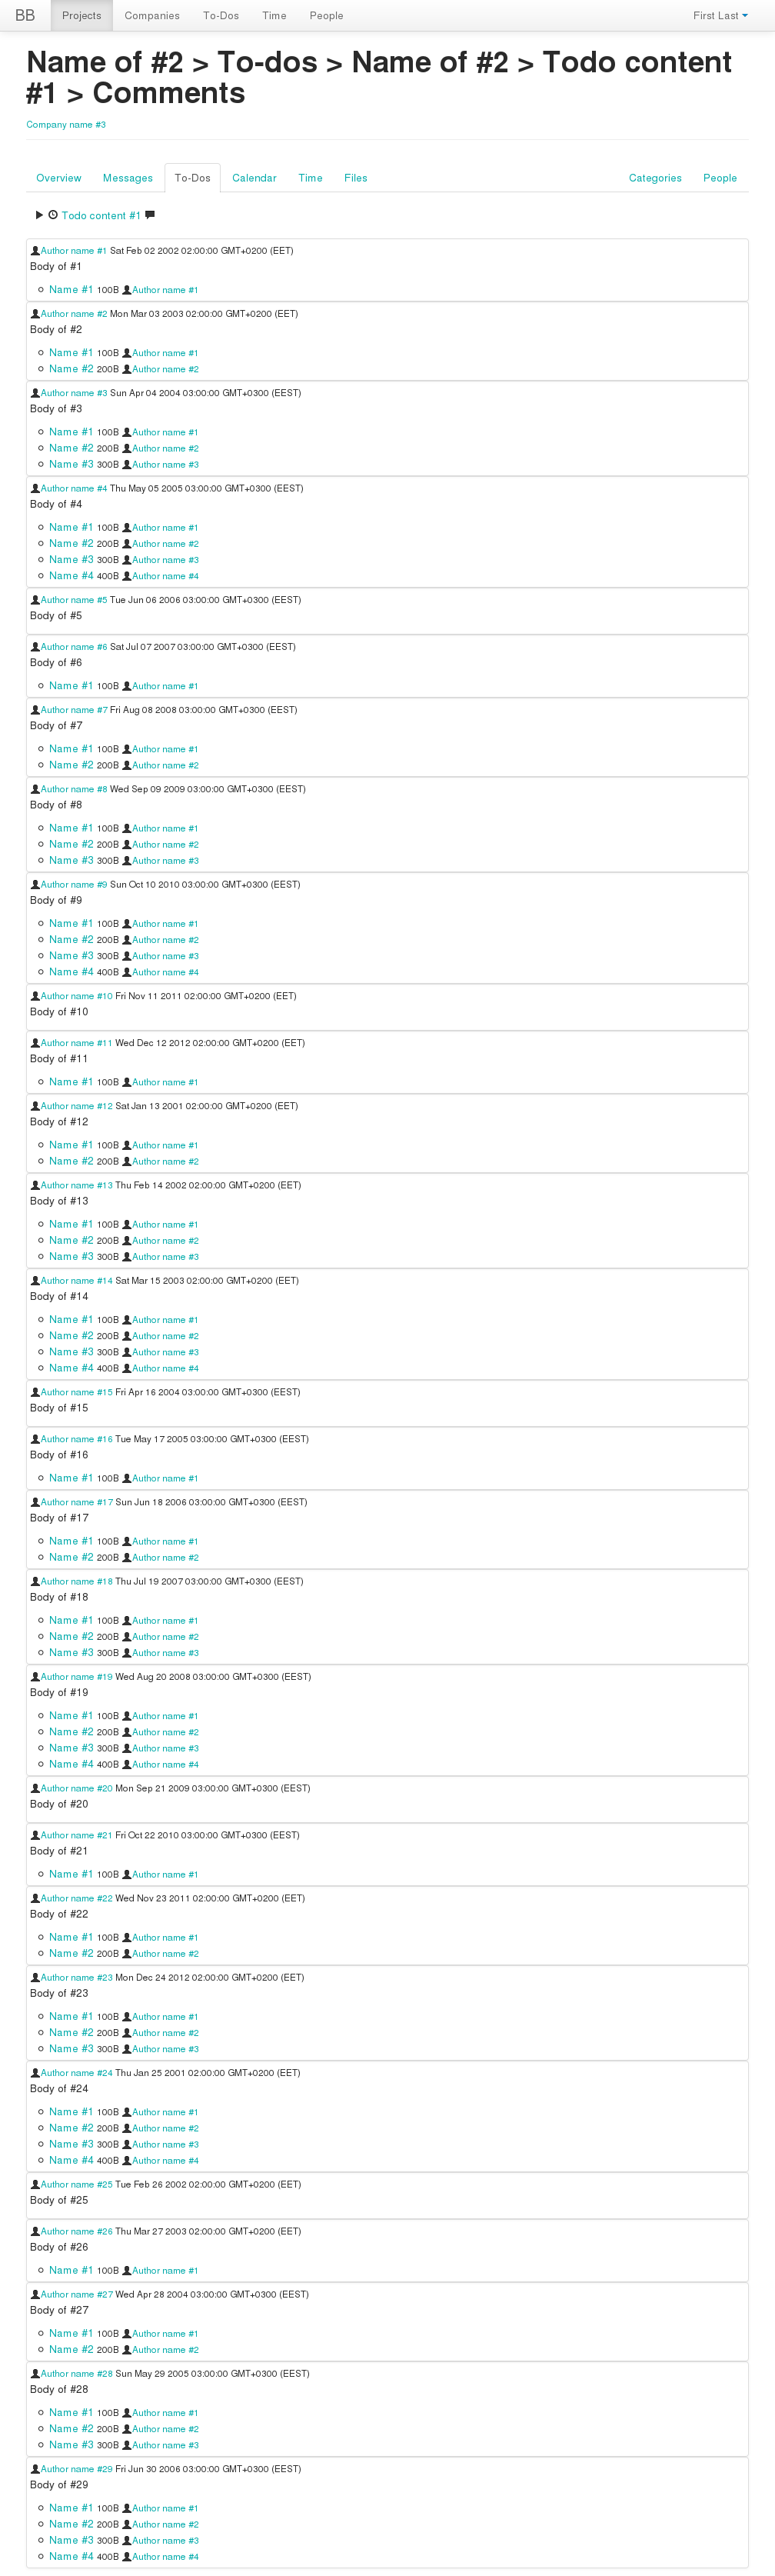 BB Projects Companies To-Dos Time People First Last
Name of #2 > To-dos > Name of #2 > Todo content
#1 > Comments
Company name #3
Overview Messages To-Dos Calendar Time Files Categories People
Todo content #1
Author name #1 Sat Feb 02 2002 02:00:00 GMT+0200 (EET)
Body of #1
Name #1 100B Author name #1
Author name #2 Mon Mar 03 2003 02:00:00 GMT+0200 (EET)
Body of #2
Name #1 100B Author name #1
Name #2 200B Author name #2
Author name #3 Sun Apr 04 2004 03:00:00 GMT+0300 (EEST)
Body of #3
Name #1 100B Author name #1
Name #2 200B Author name #2
Name #3 300B Author name #3
Author name #4 Thu May 05 2005 03:00:00 GMT+0300 (EEST)
Body of #4
Name #1 100B Author name #1
Name #2 200B Author name #2
Name #3 300B Author name #3
Name #4 400B Author name #4
Author name #5 Tue Jun 06 2006 03:00:00 GMT+0300 (EEST)
Body of #5
Author name #6 Sat Jul 07 2007 03:00:00 GMT+0300 (EEST)
Body of #6
Name #1 100B Author name #1
Author name #7 Fri Aug 08 2008 03:00:00 GMT+0300 (EEST)
Body of #7
Name #1 100B Author name #1
Name #2 200B Author name #2
Author name #8 Wed Sep 09 2009 03:00:00 GMT+0300 (EEST)
Body of #8
Name #1 100B Author name #1
Name #2 200B Author name #2
Name #3 300B Author name #3
Author name #9 Sun Oct 10 2010 03:00:00 GMT+0300 (EEST)
Body of #9
Name #1 100B Author name #1
Name #2 200B Author name #2
Name #3 300B Author name #3
Name #4 400B Author name #4
Author name #10 Fri Nov 11 2011 02:00:00 GMT+0200 (EET)
Body of #10
Author name #11 Wed Dec 12 2012 02:00:00 GMT+0200 (EET)
Body of #11
Name #1 100B Author name #1
Author name #12 Sat Jan 13 2001 02:00:00 GMT+0200 (EET)
Body of #12
Name #1 100B Author name #1
Name #2 200B Author name #2
Author name #13 Thu Feb 14 2002 02:00:00 GMT+0200 (EET)
Body of #13
Name #1 100B Author name #1
Name #2 200B Author name #2
Name #3 300B Author name #3
Author name #14 Sat Mar 15 2003 02:00:00 GMT+0200 (EET)
Body of #14
Name #1 100B Author name #1
Name #2 200B Author name #2
Name #3 300B Author name #3
Name #4 400B Author name #4
Author name #15 Fri Apr 16 2004 03:00:00 GMT+0300 (EEST)
Body of #15
Author name #16 Tue May 17 2005 03:00:00 GMT+0300 (EEST)
Body of #16
Name #1 100B Author name #1
Author name #17 Sun Jun 18 2006 03:00:00 GMT+0300 (EEST)
Body of #17
Name #1 100B Author name #1
Name #2 200B Author name #2
Author name #18 Thu Jul 19 2007 03:00:00 GMT+0300 (EEST)
Body of #18
Name #1 100B Author name #1
Name #2 200B Author name #2
Name #3 300B Author name #3
Author name #19 Wed Aug 20 2008 03:00:00 GMT+0300 (EEST)
Body of #19
Name #1 100B Author name #1
Name #2 200B Author name #2
Name #3 300B Author name #3
Name #4 400B Author name #4
Author name #20 Mon Sep 21 2009 03:00:00 GMT+0300 (EEST)
Body of #20
Author name #21 Fri Oct 22 2010 03:00:00 GMT+0300 (EEST)
Body of #21
Name #1 100B Author name #1
Author name #22 Wed Nov 23 2011 02:00:00 GMT+0200 (EET)
Body of #22
Name #1 100B Author name #1
Name #2 200B Author name #2
Author name #23 Mon Dec 24 2012 02:00:00 GMT+0200 (EET)
Body of #23
Name #1 100B Author name #1
Name #2 200B Author name #2
Name #3 300B Author name #3
Author name #24 Thu Jan 25 2001 02:00:00 GMT+0200 (EET)
Body of #24
Name #1 100B Author name #1
Name #2 200B Author name #2
Name #3 300B Author name #3
Name #4 400B Author name #4
Author name #25 Tue Feb 26 2002 02:00:00 GMT+0200 (EET)
Body of #25
Author name #26 Thu Mar 27 2003 02:00:00 GMT+0200 (EET)
Body of #26
Name #1 100B Author name #1
Author name #27 Wed Apr 28 2004 03:00:00 GMT+0300 (EEST)
Body of #27
Name #1 100B Author name #1
Name #2 200B Author name #2
Author name #28 Sun May 29 2005 03:00:00 GMT+0300 (EEST)
Body of #28
Name #1 100B Author name #1
Name #2 200B Author name #2
Name #3 300B Author name #3
Author name #29 Fri Jun 30 2006 03:00:00 GMT+0300 (EEST)
Body of #29
Name #1 100B Author name #1
Name #2 200B Author name #2
Name #3 300B Author name #3
Name #4 400B Author name #4